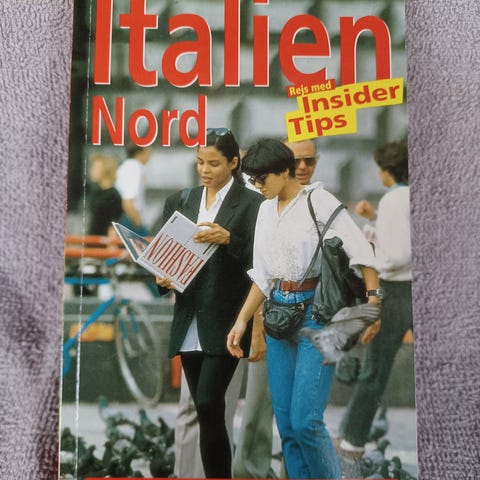 Italien
Nord
Rejs med
Insider
Tips
FASHION